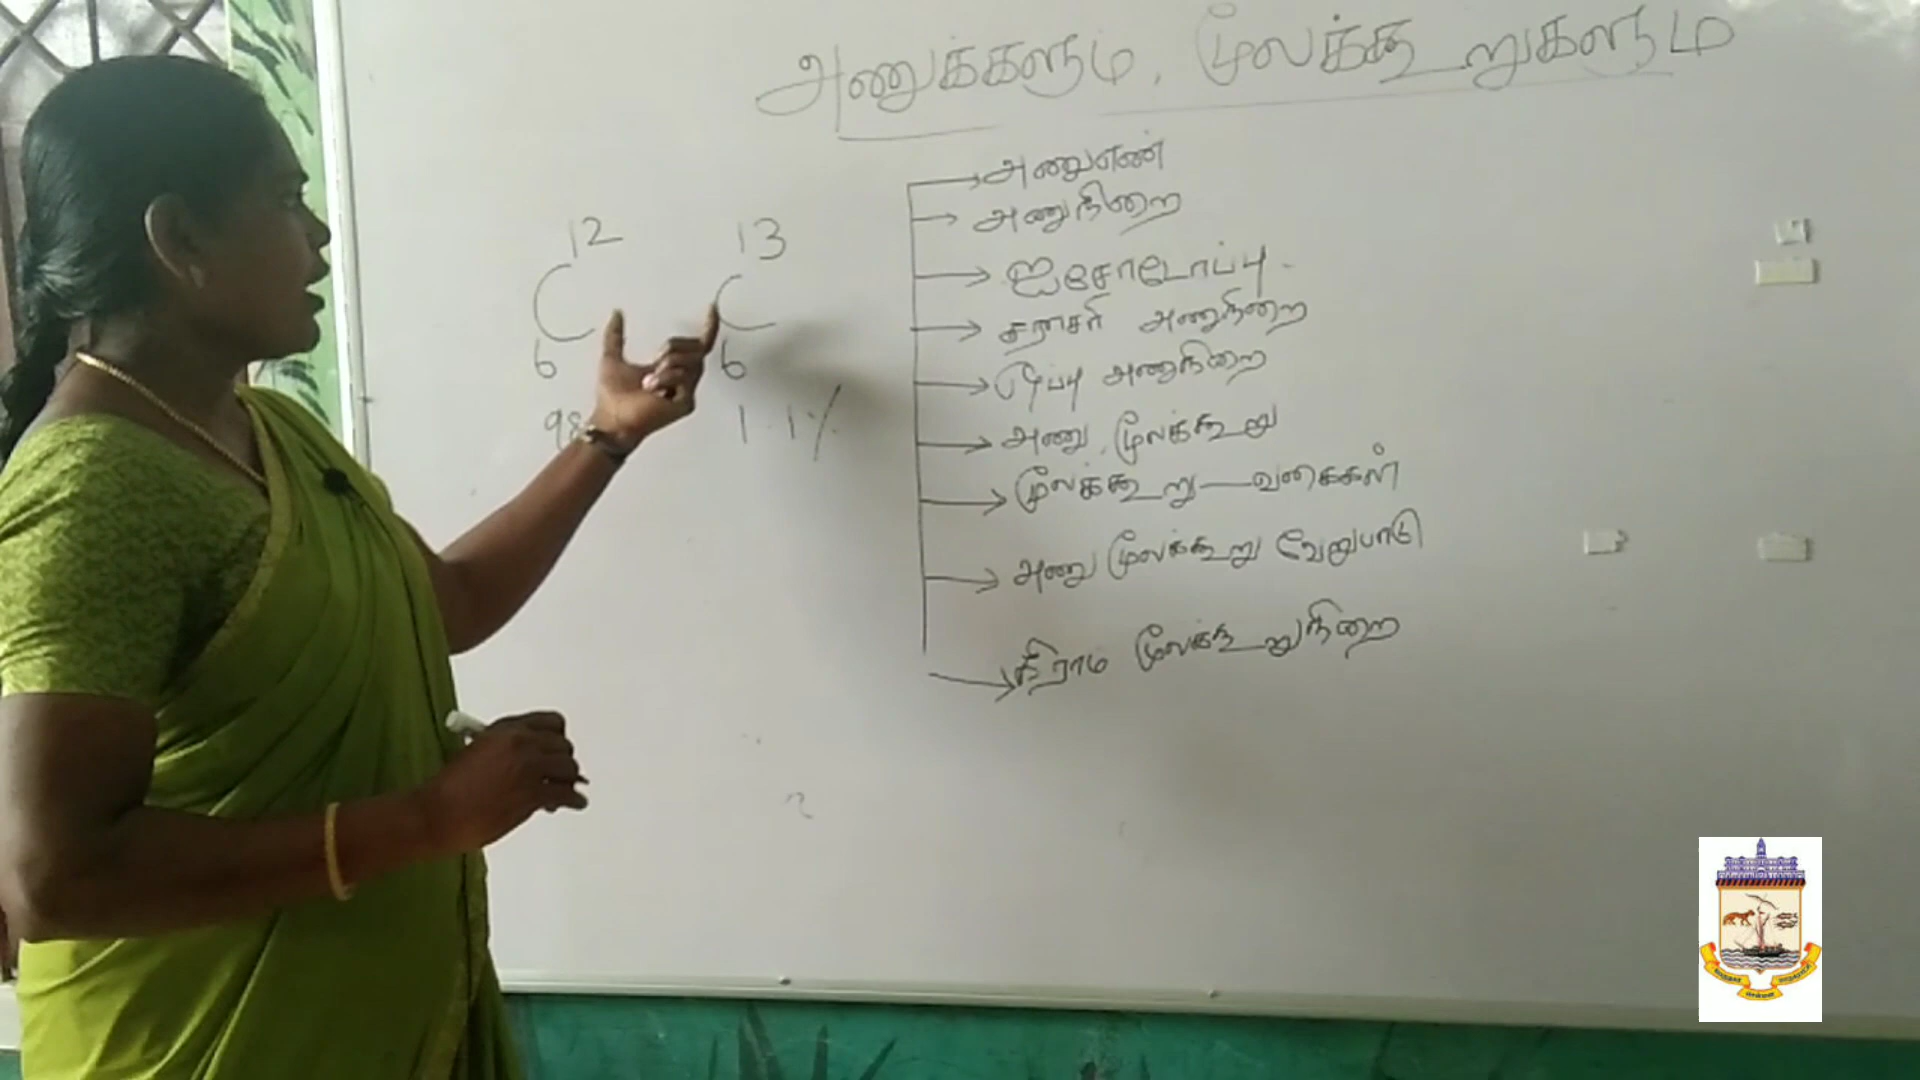 அணுக்களும், மூலக்கூறுகளும்
அணுஎண்
அணுநிறை
ஐசோடோப்பு
சராசரி அணுநிறை
ஒப்பு அணுநிறை
அணு, மூலக்கூறு
மூலக்கூறு — வகைகள்
அணு மூலக்கூறு வேறுபாடு
கிராம் மூலக்கூறுநிறை
12 13
C C
6 6
98 1.1%